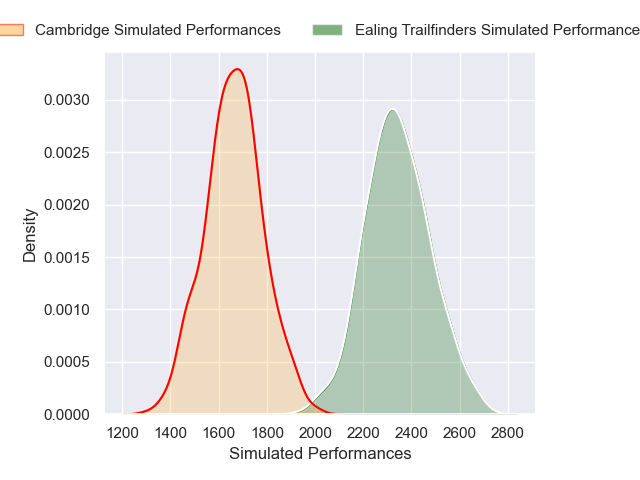 Cambridge Simulated Performances
Ealing Trailfinders Simulated Performance
0.0030
0.0025
0.0020
0.0015
0.0010
0.0005
0.0000
Density
1200 1400 1600 1800 2000 2200 2400 2600 2800
Simulated Performances